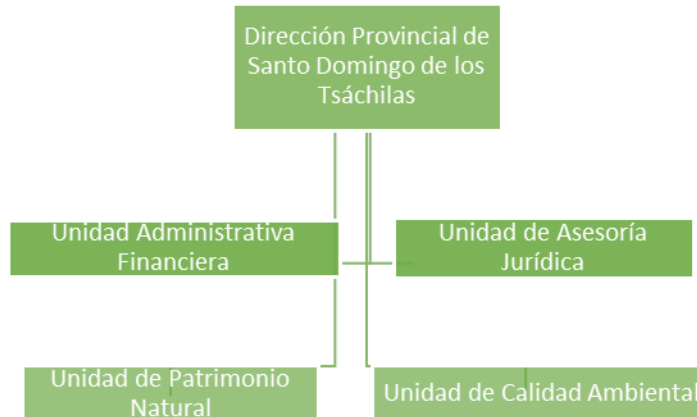 Dirección Provincial de
Santo Domingo de los
Tsáchilas
Unidad Administrativa
Financiera
Unidad de Asesoría
Jurídica
Unidad de Patrimonio
Natural
Unidad de Calidad Ambiental